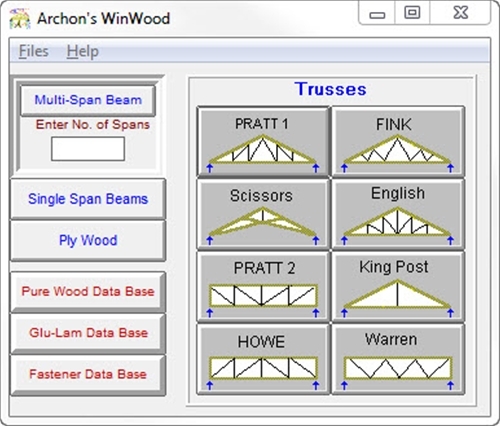 Archon's WinWood
Files Help
Multi-Span Beam
Enter No. of Spans
Single Span Beams
Ply Wood
Pure Wood Data Base
Glu-Lam Data Base
Fastener Data Base
Trusses
PRATT 1 FINK
Scissors English
PRATT 2 King Post
HOWE Warren